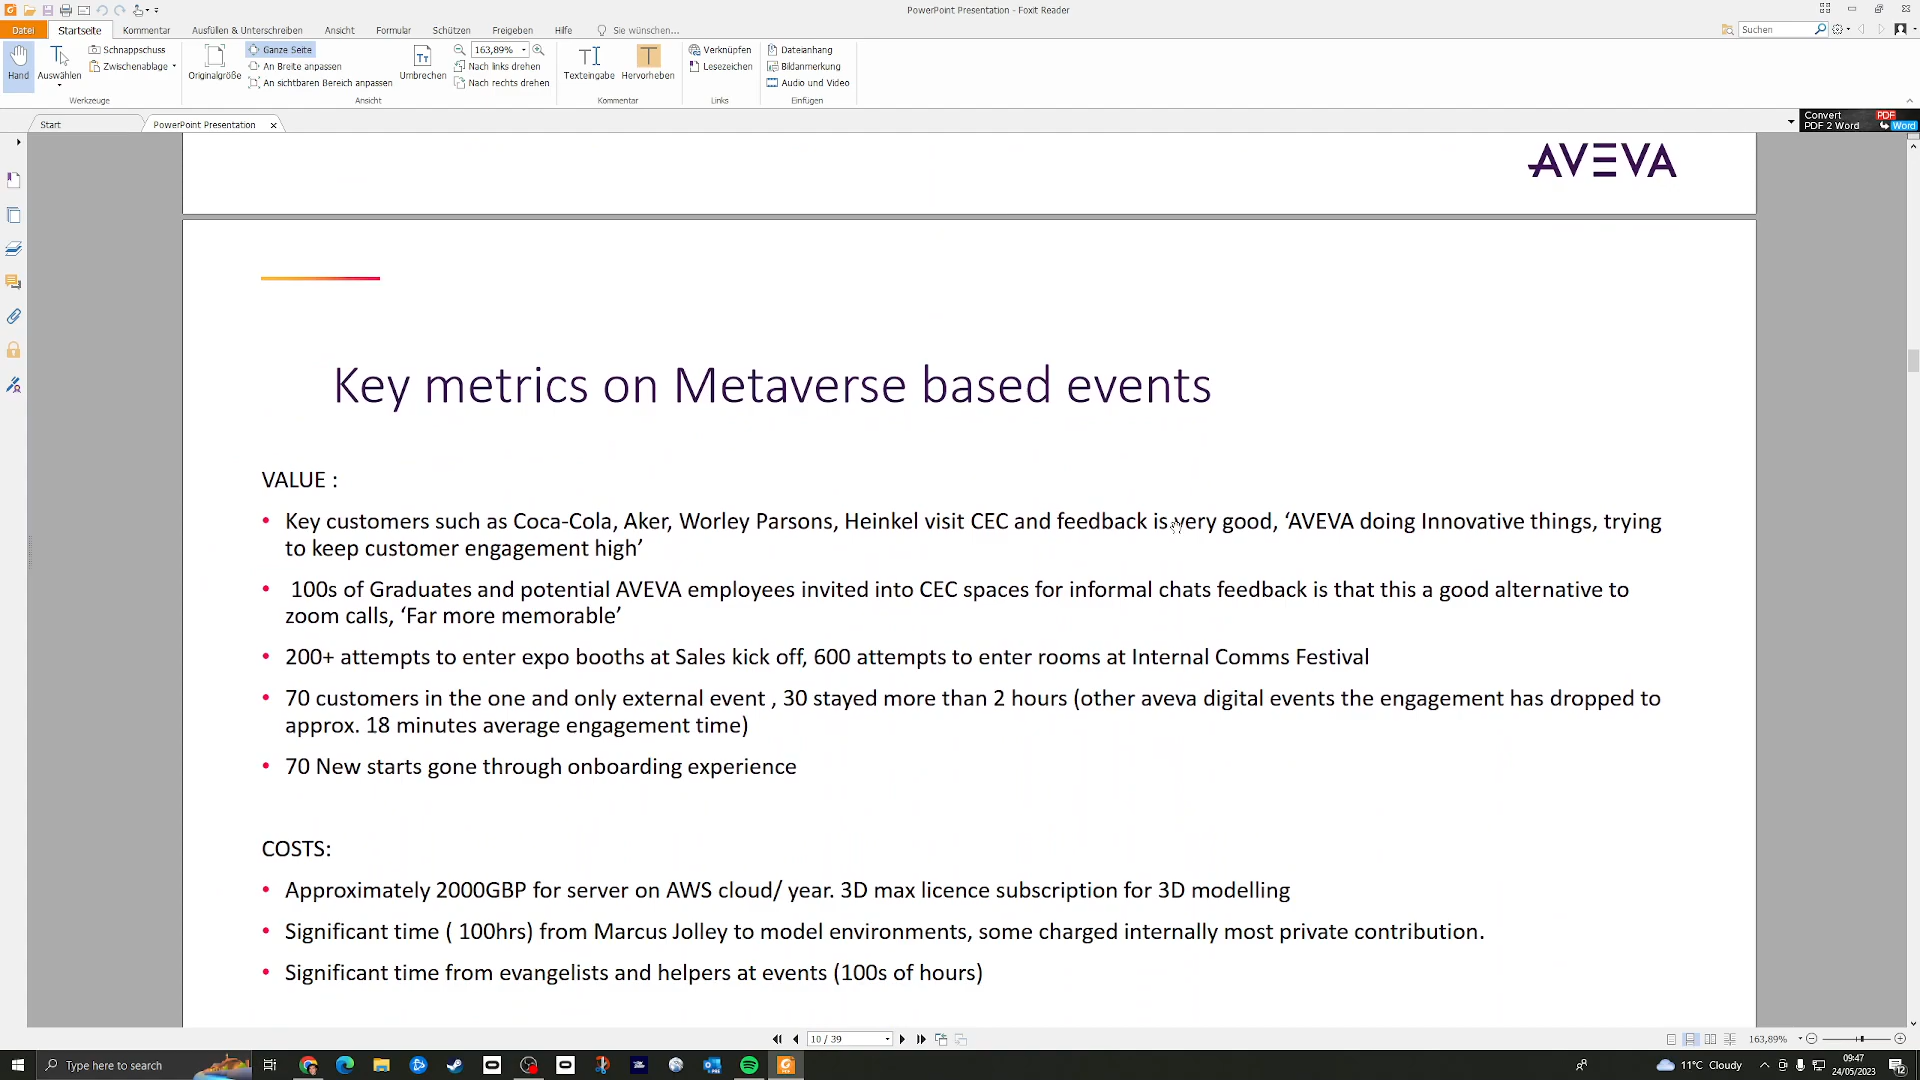 PowerPoint Presentation - Foxit Reader
Datei Startseite Kommentar Ausfüllen & Unterschreiben Ansicht Formular Schützen Freigeben Hilfe Sie wünschen... Suchen
Hand
Auswählen
Schnappschuss
Zwischenablage
Werkzeuge
Originalgröße
Ganze Seite
An Breite anpassen
An sichtbaren Bereich anpassen
Umbrechen
163,89%
Nach links drehen
Nach rechts drehen
Ansicht
Texteingabe
Hervorheben
Kommentar
Verknüpfen
Lesezeichen
Links
Dateianhang
Bildanmerkung
Audio und Video
Einfügen
Start PowerPoint Presentation
Convert PDF
PDF 2 Word Word
AVEVA
Key metrics on Metaverse based events
VALUE :
• Key customers such as Coca-Cola, Aker, Worley Parsons, Heinkel visit CEC and feedback is very good, ‘AVEVA doing Innovative things, trying
to keep customer engagement high’
• 100s of Graduates and potential AVEVA employees invited into CEC spaces for informal chats feedback is that this a good alternative to
zoom calls, ‘Far more memorable’
• 200+ attempts to enter expo booths at Sales kick off, 600 attempts to enter rooms at Internal Comms Festival
• 70 customers in the one and only external event , 30 stayed more than 2 hours (other aveva digital events the engagement has dropped to
approx. 18 minutes average engagement time)
• 70 New starts gone through onboarding experience
COSTS:
• Approximately 2000GBP for server on AWS cloud/ year. 3D max licence subscription for 3D modelling
• Significant time ( 100hrs) from Marcus Jolley to model environments, some charged internally most private contribution.
• Significant time from evangelists and helpers at events (100s of hours)
10 / 39
163,89%
Type here to search
11°C Cloudy
09:47
24/05/2023